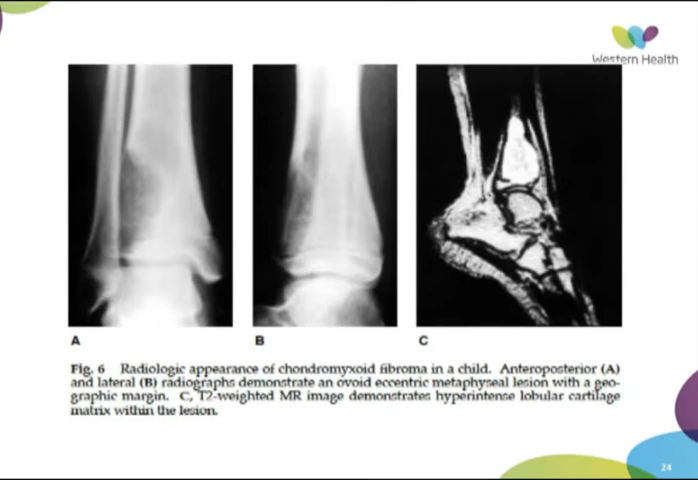 Western Health
A
B
C
Fig. 6 Radiologic appearance of chondromyxoid fibroma in a child. Anteroposterior (A)
and lateral (B) radiographs demonstrate an ovoid eccentric metaphyseal lesion with a geo-
graphic margin. C, T2-weighted MR image demonstrates hyperintense lobular cartilage
matrix within the lesion.
24